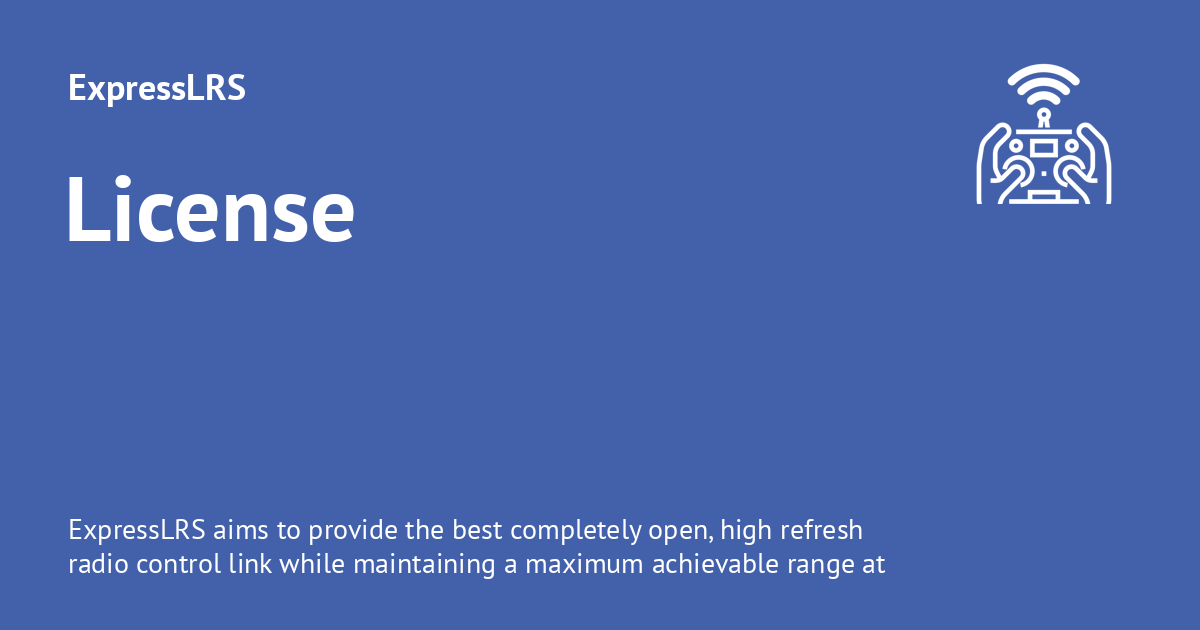 ExpressLRS
License
ExpressLRS aims to provide the best completely open, high refresh
radio control link while maintaining a maximum achievable range at